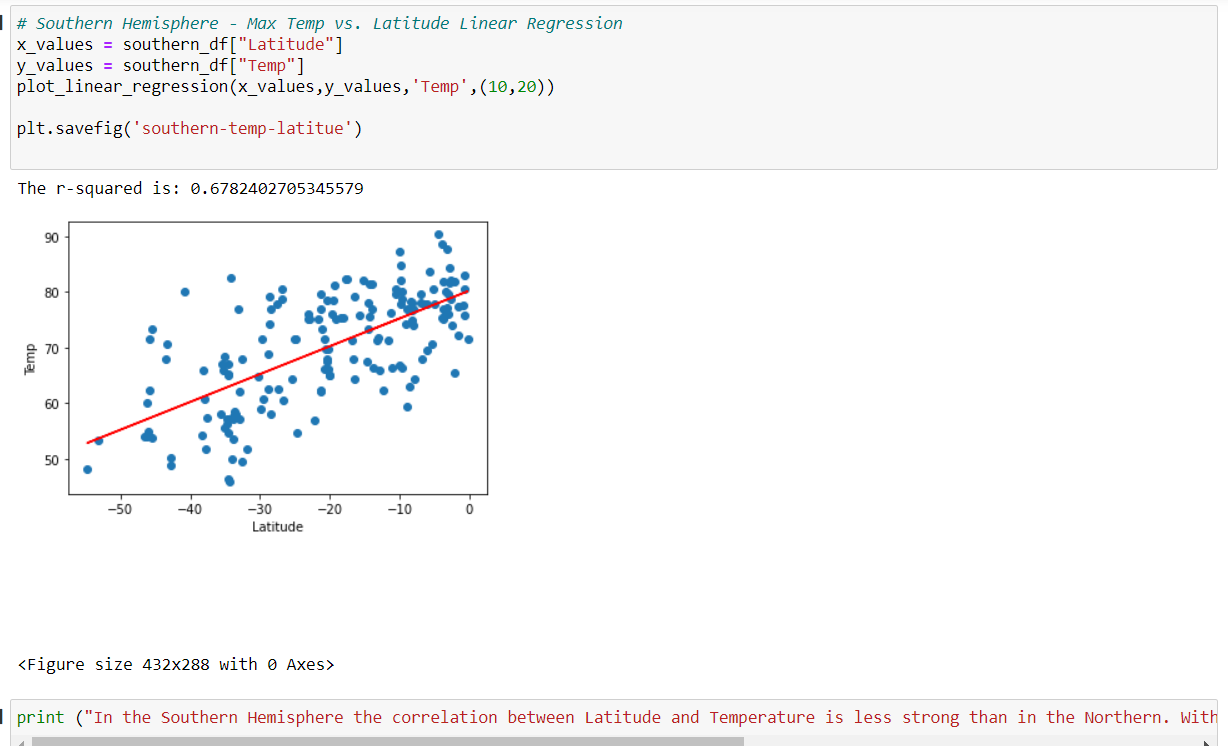 # Southern Hemisphere - Max Temp vs. Latitude Linear Regression
x_values = southern_df["Latitude"]
y_values = southern_df["Temp"]
plot_linear_regression(x_values,y_values,'Temp',(10,20))
plt.savefig('southern-temp-latitue')
The r-squared is: 0.6782402705345579
90
80
70
60
50
Temp
−50 −40 −30 −20 −10 0
Latitude
<Figure size 432x288 with 0 Axes>
print ("In the Southern Hemisphere the correlation between Latitude and Temperature is less strong than in the Northern. With